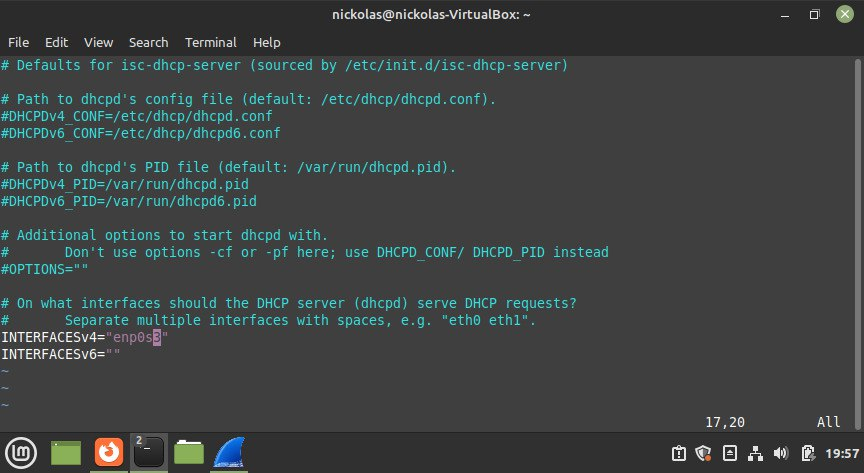 nickolas@nickolas-VirtualBox: ~
File Edit View Search Terminal Help
# Defaults for isc-dhcp-server (sourced by /etc/init.d/isc-dhcp-server)
# Path to dhcpd's config file (default: /etc/dhcp/dhcpd.conf).
#DHCPDv4_CONF=/etc/dhcp/dhcpd.conf
#DHCPDv6_CONF=/etc/dhcp/dhcpd6.conf
# Path to dhcpd's PID file (default: /var/run/dhcpd.pid).
#DHCPDv4_PID=/var/run/dhcpd.pid
#DHCPDv6_PID=/var/run/dhcpd6.pid
# Additional options to start dhcpd with.
#       Don't use options -cf or -pf here; use DHCPD_CONF/ DHCPD_PID instead
#OPTIONS=""
# On what interfaces should the DHCP server (dhcpd) serve DHCP requests?
#       Separate multiple interfaces with spaces, e.g. "eth0 eth1".
INTERFACESv4="enp0s3"
INTERFACESv6=""
~
~
~
17,20 All
2
19:57